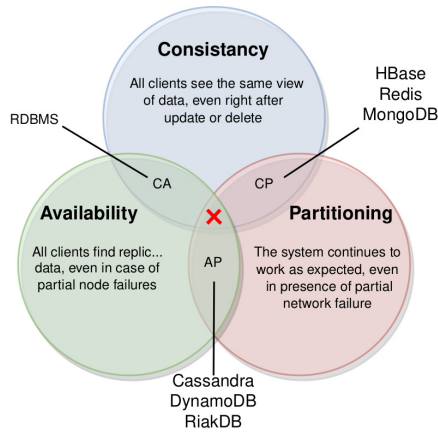 Consistancy
All clients see the same view
of data, even right after
update or delete
HBase
Redis
MongoDB
RDBMS
CA
CP
Availability
Partitioning
All clients find replic...
data, even in case of
partial node failures
AP
The system continues to
work as expected, even
in presence of partial
network failure
Cassandra
DynamoDB
RiakDB